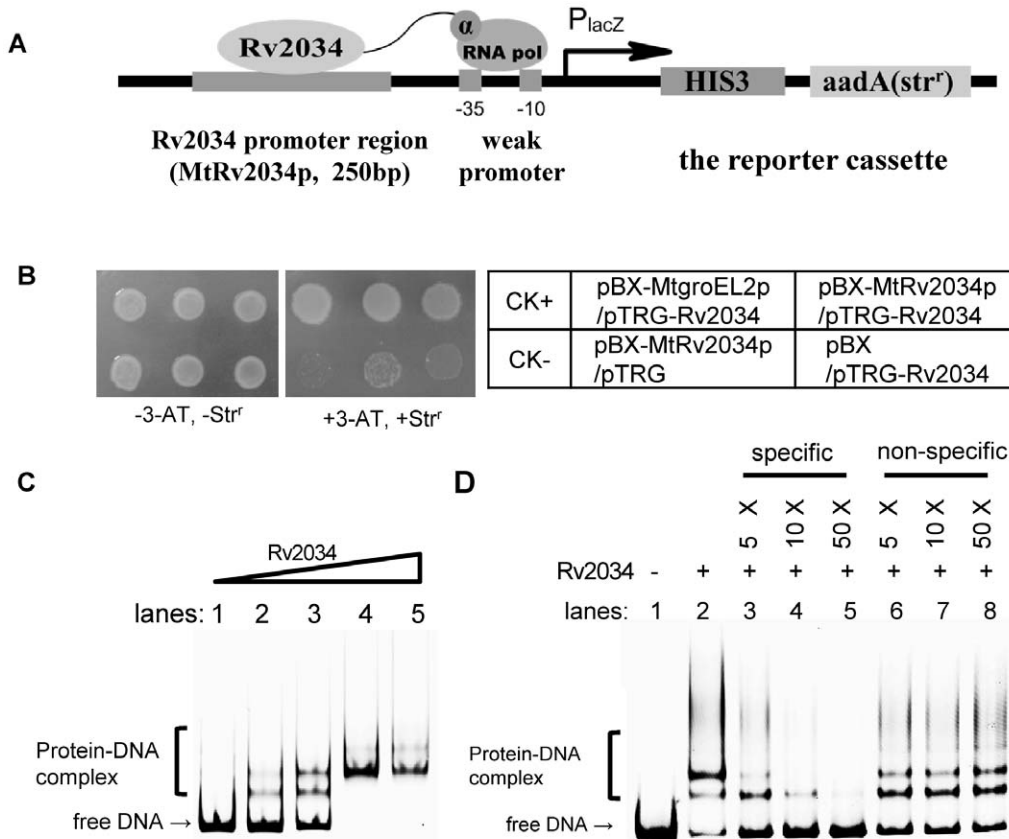 A
Rv2034
α
RNA pol
PlacZ
HIS3
aadA(strʳ)
-35
-10
Rv2034 promoter region
(MtRv2034p, 250bp)
weak
promoter
the reporter cassette
B
-3-AT, -Strʳ
+3-AT, +Strʳ
CK+
pBX-MtgroEL2p
/pTRG-Rv2034
pBX-MtRv2034p
/pTRG-Rv2034
CK-
pBX-MtRv2034p
/pTRG
pBX
/pTRG-Rv2034
C
Rv2034
lanes: 1 2 3 4 5
Protein-DNA
complex
free DNA →
D
specific
non-specific
5 X 10 X 50 X 5 X 10 X 50 X
Rv2034 - + + + + + + +
lanes: 1 2 3 4 5 6 7 8
Protein-DNA
complex
free DNA →